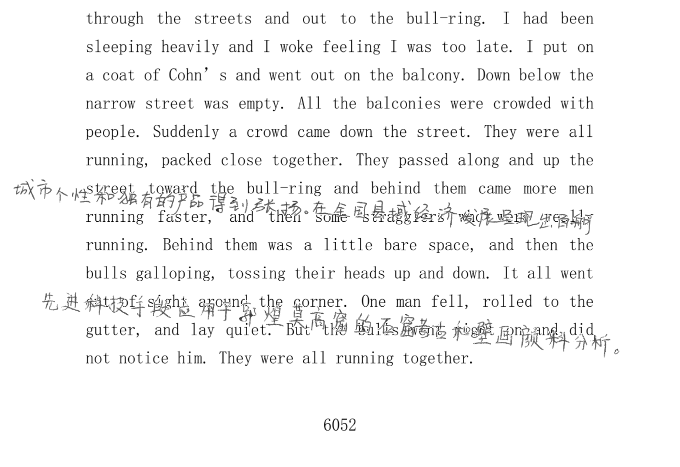 through the streets and out to the bull-ring. I had been
sleeping heavily and I woke feeling I was too late. I put on
a coat of Cohn’s and went out on the balcony. Down below the
narrow street was empty. All the balconies were crowded with
people. Suddenly a crowd came down the street. They were all
running, packed close together. They passed along and up the
城市个性和独有的产品得到张扬。在全国县域经济发展呈现出
street toward the bull-ring and behind them came more men
running faster, and then some stragglers who were really
running. Behind them was a little bare space, and then the
bulls galloping, tossing their heads up and down. It all went
先进科技手段应用于敦煌莫高窟的石窟考古和壁画颜料分析。
out of sight around the corner. One man fell, rolled to the
gutter, and lay quiet. But the bulls went right on and did
not notice him. They were all running together.
6052